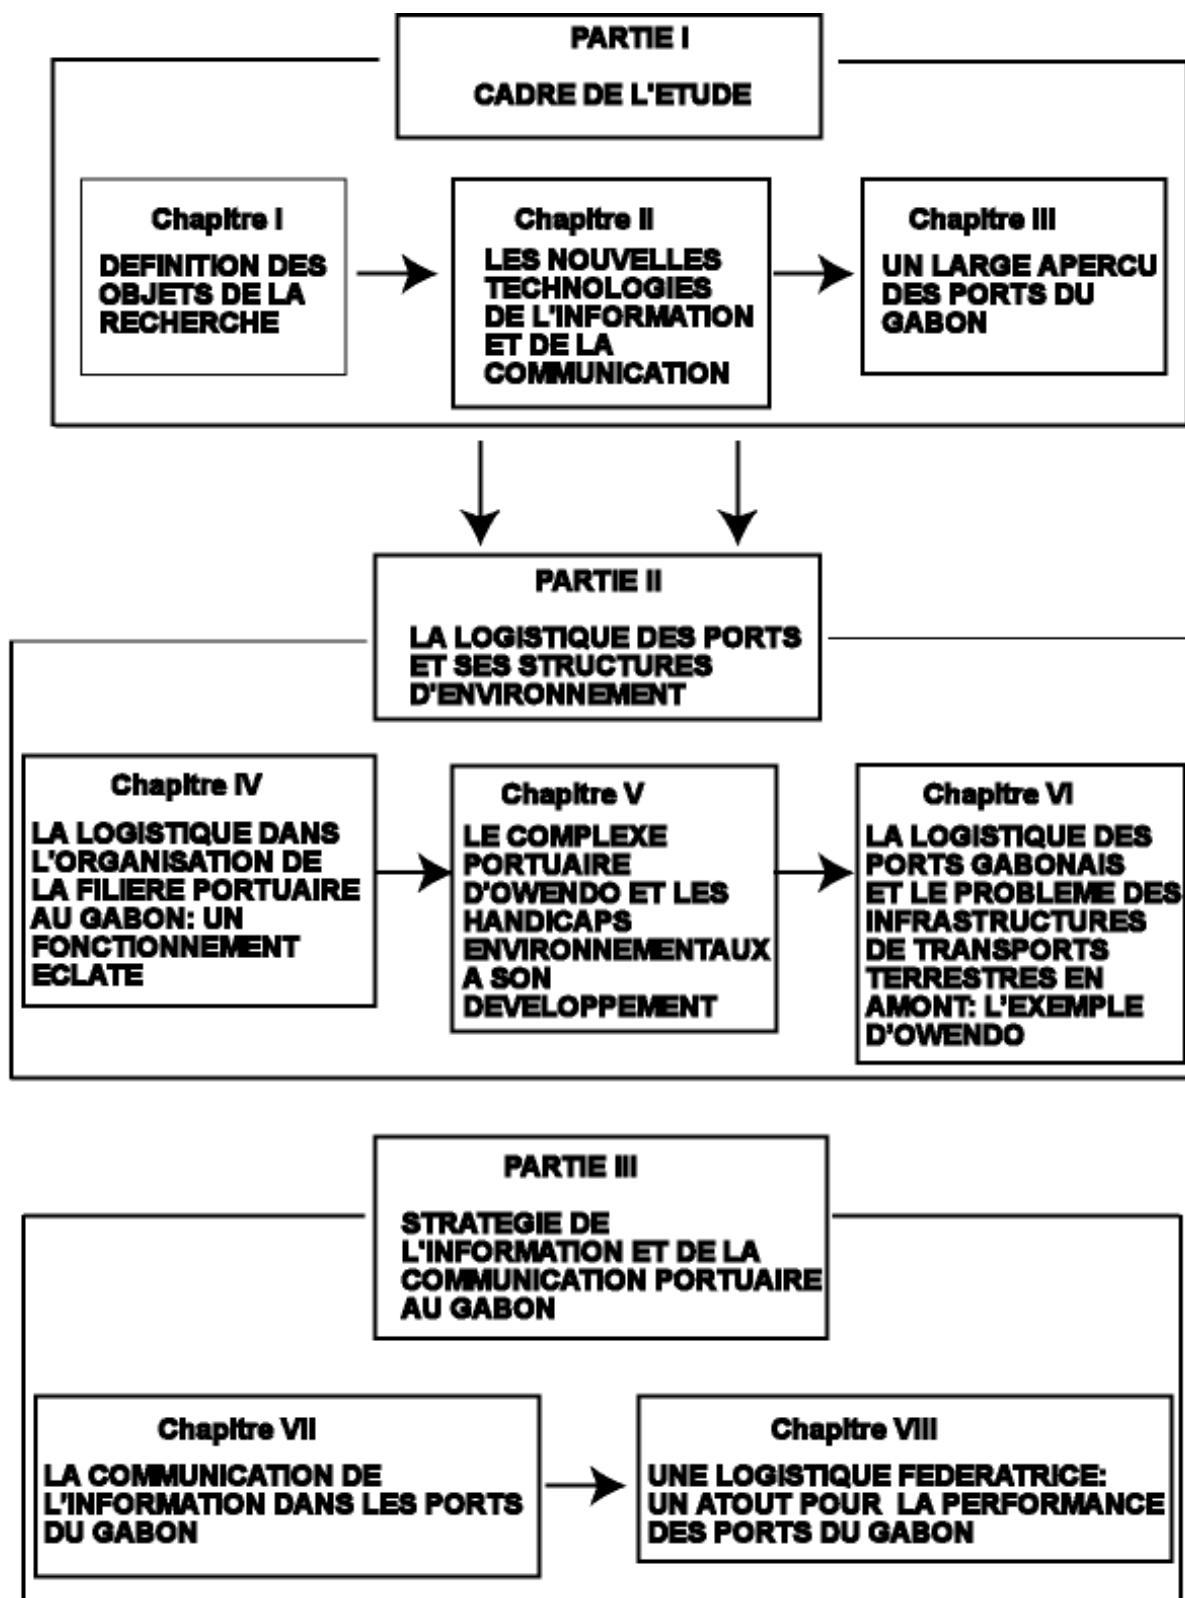 PARTIE I
CADRE DE L'ETUDE
Chapitre I
DEFINITION DES
OBJETS DE LA
RECHERCHE
Chapitre II
LES NOUVELLES
TECHNOLOGIES
DE L'INFORMATION
ET DE LA
COMMUNICATION
Chapitre III
UN LARGE APERCU
DES PORTS DU
GABON
PARTIE II
LA LOGISTIQUE DES PORTS
ET SES STRUCTURES
D'ENVIRONNEMENT
Chapitre IV
LA LOGISTIQUE DANS
L'ORGANISATION DE
LA FILIERE PORTUAIRE
AU GABON: UN
FONCTIONNEMENT
ECLATE
Chapitre V
LE COMPLEXE
PORTUAIRE
D'OWENDO ET LES
HANDICAPS
ENVIRONNEMENTAUX
A SON
DEVELOPPEMENT
Chapitre VI
LA LOGISTIQUE DES
PORTS GABONAIS
ET LE PROBLEME DES
INFRASTRUCTURES
DE TRANSPORTS
TERRESTRES EN
AMONT: L'EXEMPLE
D'OWENDO
PARTIE III
STRATEGIE DE
L'INFORMATION ET DE LA
COMMUNICATION PORTUAIRE
AU GABON
Chapitre VII
LA COMMUNICATION DE
L'INFORMATION DANS LES PORTS
DU GABON
Chapitre VIII
UNE LOGISTIQUE FEDERATRICE:
UN ATOUT POUR LA PERFORMANCE
DES PORTS DU GABON